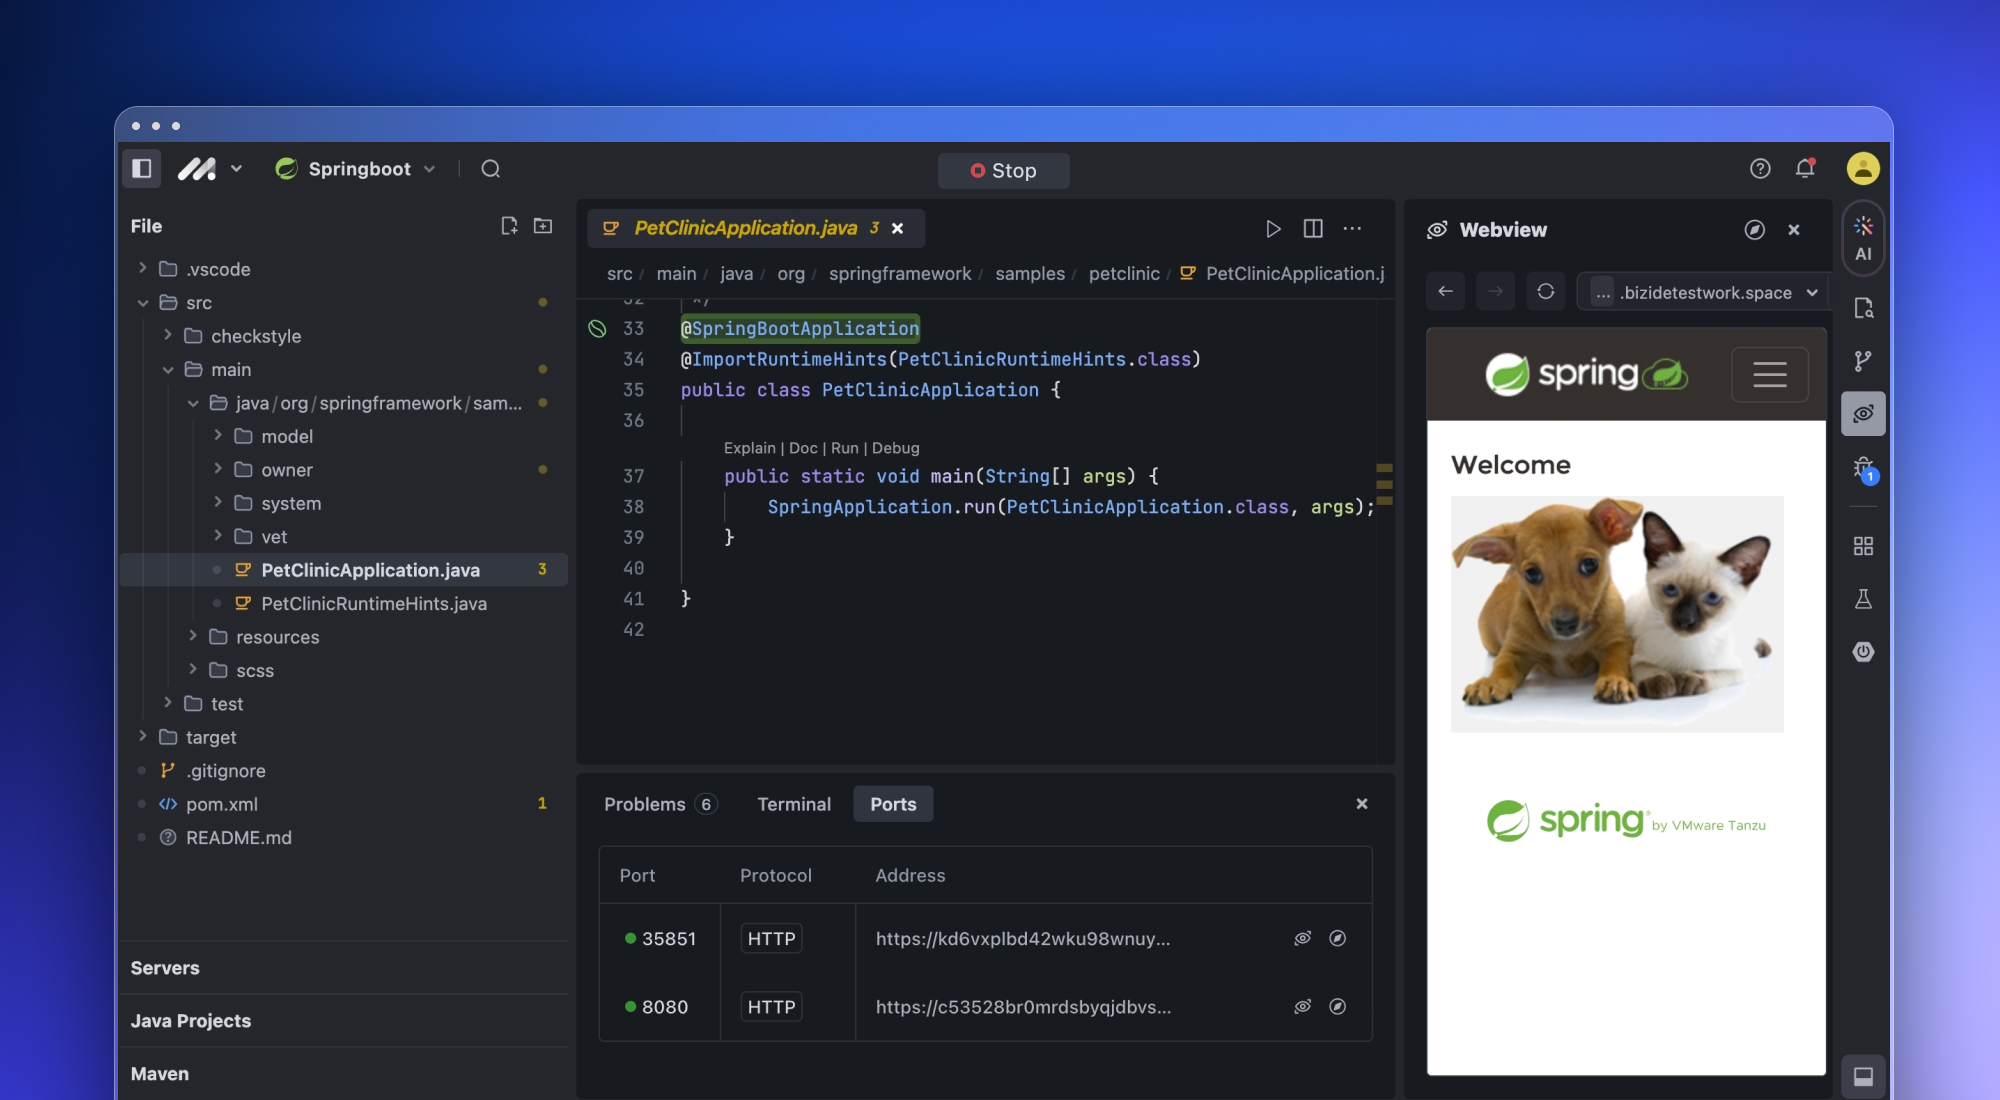 Springboot
Stop
File
.vscode
src
checkstyle
main
java/org/springframework/sam...
model
owner
system
vet
PetClinicApplication.java 3
PetClinicRuntimeHints.java
resources
scss
test
target
.gitignore
pom.xml 1
README.md
Servers
Java Projects
Maven
PetClinicApplication.java 3
src / main / java / org / springframework / samples / petclinic / PetClinicApplication.j
32 */
33 @SpringBootApplication
34 @ImportRuntimeHints(PetClinicRuntimeHints.class)
35 public class PetClinicApplication {
36
Explain | Doc | Run | Debug
37 public static void main(String[] args) {
38 SpringApplication.run(PetClinicApplication.class, args);
39 }
40
41 }
42
Problems 6 Terminal Ports
Port Protocol Address
35851 HTTP https://kd6vxplbd42wku98wnuy...
8080 HTTP https://c53528br0mrdsbyqjdbvs...
Webview
... .bizidetestwork.space
spring
Welcome
spring by VMware Tanzu
AI
1